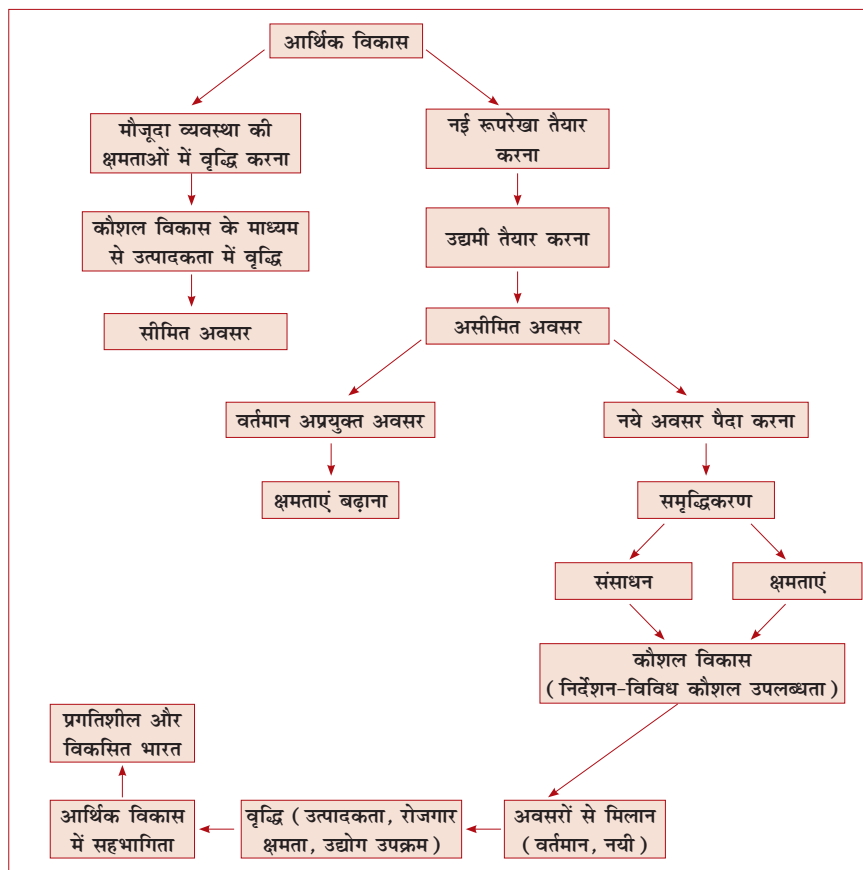 आर्थिक विकास
मौजूदा व्यवस्था की
क्षमताओं में वृद्धि करना
नई रूपरेखा तैयार
करना
कौशल विकास के माध्यम
से उत्पादकता में वृद्धि
उद्यमी तैयार करना
सीमित अवसर
असीमित अवसर
वर्तमान अप्रयुक्त अवसर
नये अवसर पैदा करना
क्षमताएं बढ़ाना
समृद्धिकरण
संसाधन
क्षमताएं
कौशल विकास
(निर्देशन-विविध कौशल उपलब्धता)
प्रगतिशील और
विकसित भारत
आर्थिक विकास
में सहभागिता
वृद्धि (उत्पादकता, रोजगार
क्षमता, उद्योग उपक्रम)
अवसरों से मिलान
(वर्तमान, नयी)